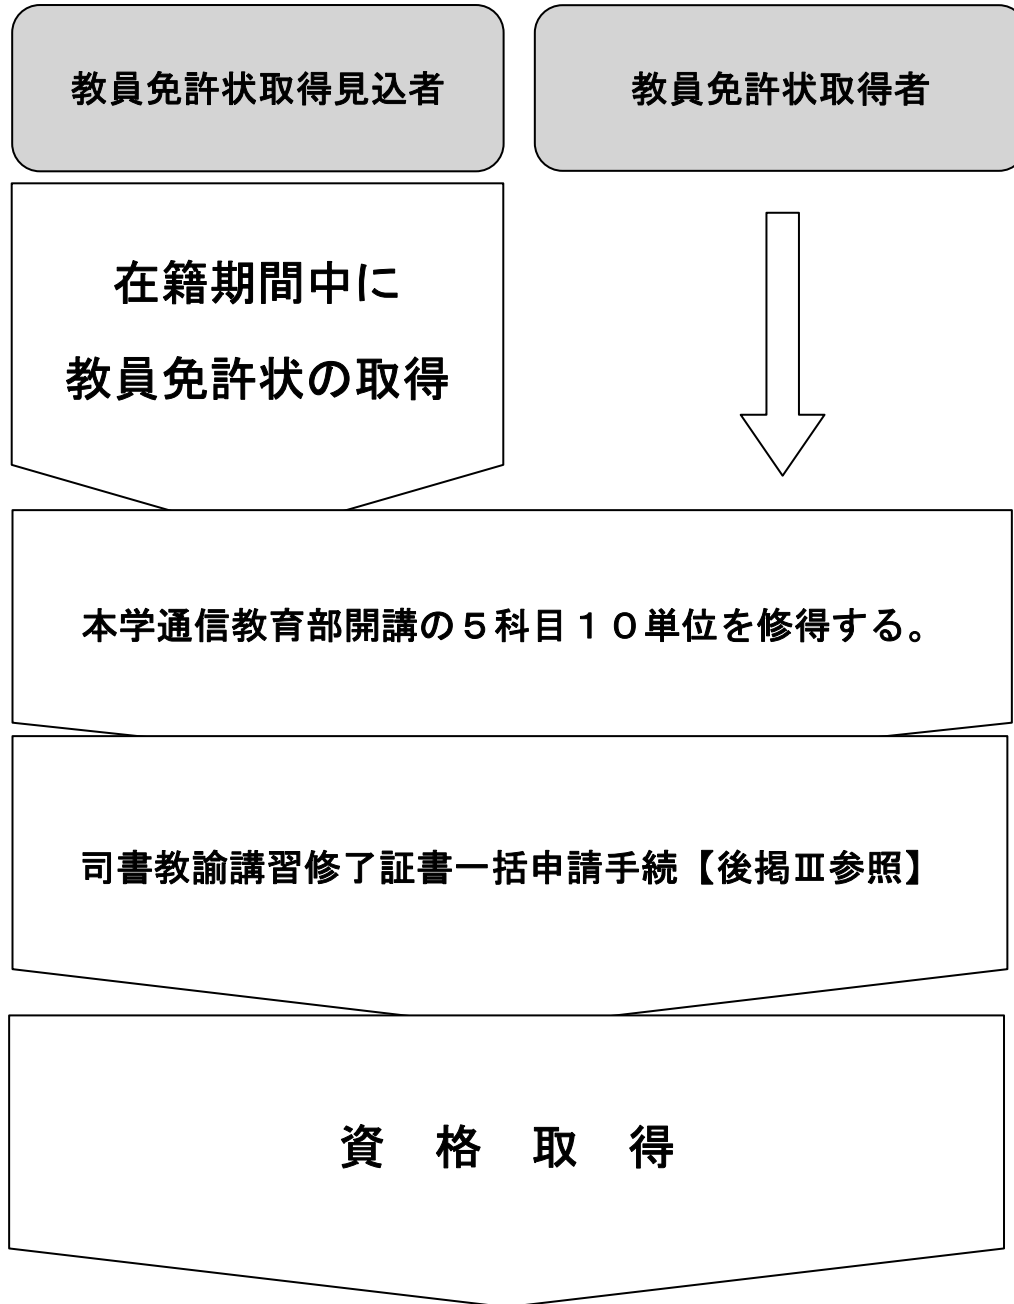 教員免許状取得見込者
教員免許状取得者
在籍期間中に
教員免許状の取得
本学通信教育部開講の５科目１０単位を修得する。
司書教諭講習修了証書一括申請手続【後掲Ⅲ参照】
資　格　取　得